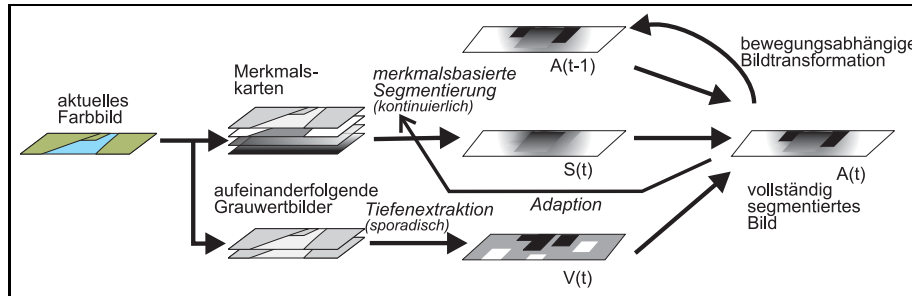 aktuelles
Farbbild
Merkmals-
karten
merkmalsbasierte
Segmentierung
(kontinuierlich)
A(t-1)
bewegungsabhängige
Bildtransformation
S(t)
A(t)
vollständig
segmentiertes
Bild
aufeinanderfolgende
Grauwertbilder
Tiefenextraktion
(sporadisch)
Adaption
V(t)